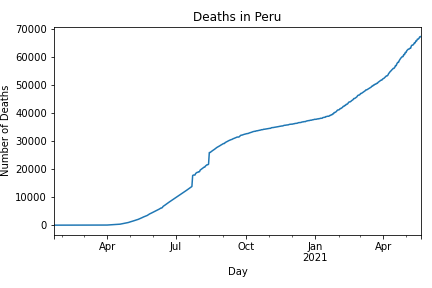 Deaths in Peru
70000
60000
50000
40000
30000
20000
10000
0
Number of Deaths
Apr
Jul
Oct
Jan
2021
Apr
Day